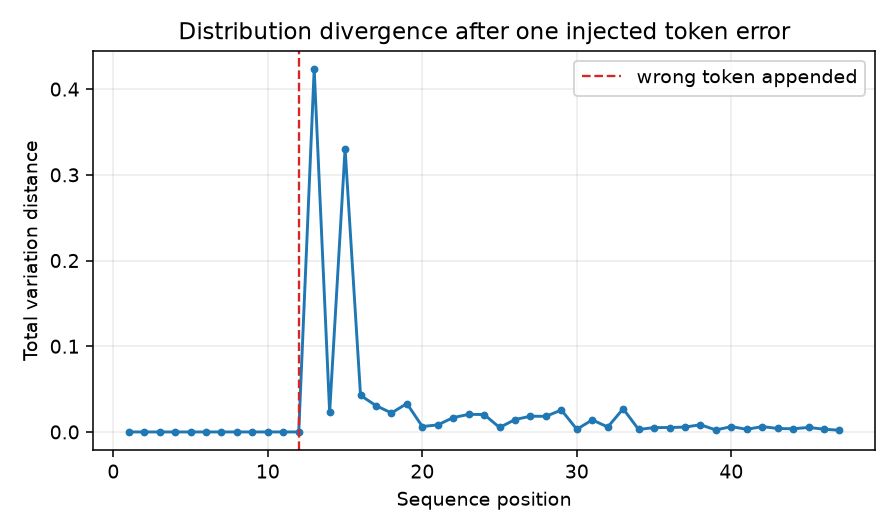 Distribution divergence after one injected token error
wrong token appended
Total variation distance
0.4
0.3
0.2
0.1
0.0
0
10
20
30
40
Sequence position